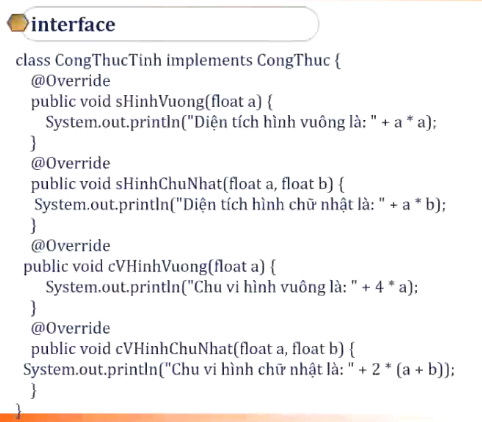 interface
class CongThucTinh implements CongThuc {
@Override
public void sHinhVuong(float a) {
System.out.println("Diện tích hình vuông là: " + a * a);
}
@Override
public void sHinhChuNhat(float a, float b) {
System.out.println("Diện tích hình chữ nhật là: " + a * b);
}
@Override
public void cVHinhVuong(float a) {
System.out.println("Chu vi hình vuông là: " + 4 * a);
}
@Override
public void cVHinhChuNhat(float a, float b) {
System.out.println("Chu vi hình chữ nhật là: " + 2 * (a + b));
}
}